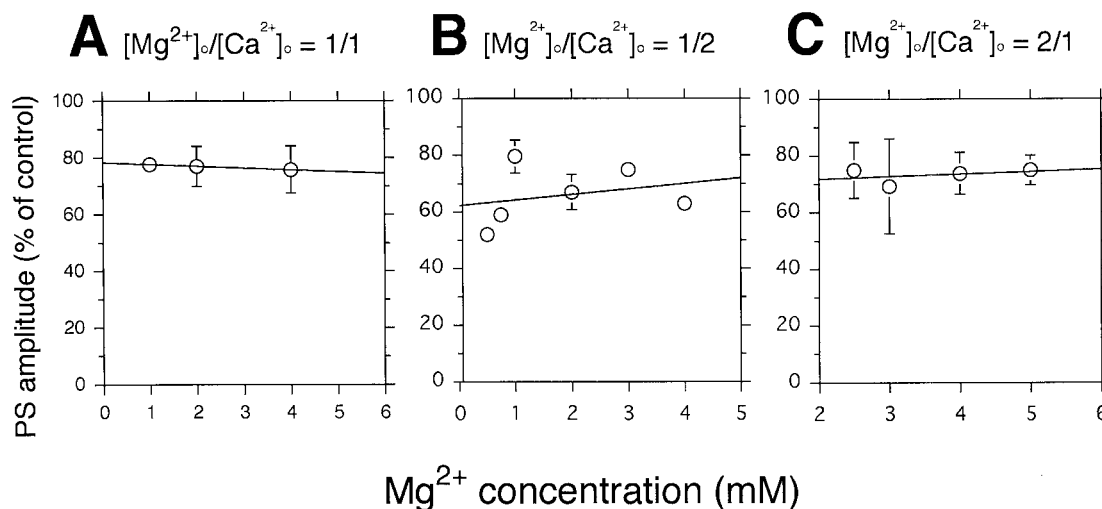 A [Mg²⁺]ₒ/[Ca²⁺]ₒ = 1/1
B [Mg²⁺]ₒ/[Ca²⁺]ₒ = 1/2
C [Mg²⁺]ₒ/[Ca²⁺]ₒ = 2/1
PS amplitude (% of control)
100
80
60
40
20
0
0 1 2 3 4 5 6
100
80
60
40
20
0
0 1 2 3 4 5
100
80
60
40
20
0
2 3 4 5 6
Mg²⁺ concentration (mM)